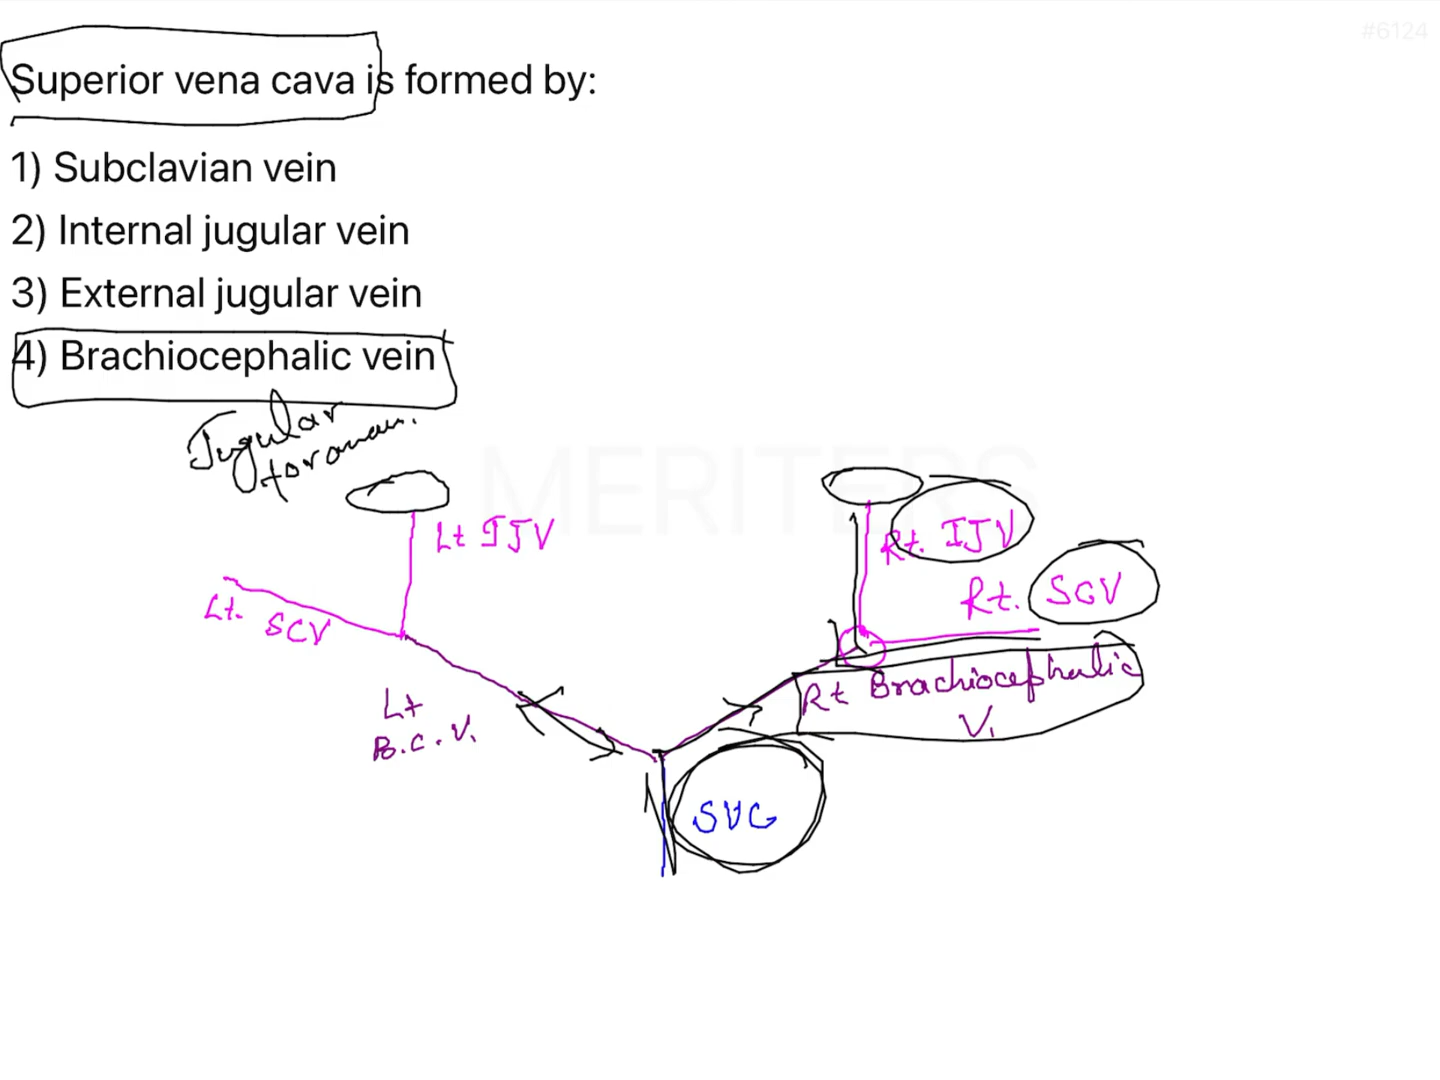 #6124
Superior vena cava is formed by:
1) Subclavian vein
2) Internal jugular vein
3) External jugular vein
4) Brachiocephalic vein
Jugular
foramen.
MERITERS
Lt IJV
Rt. IJV
Lt. SCV
Rt. SCV
Rt Brachiocephalic
V.
Lt
B.C.V.
SVC